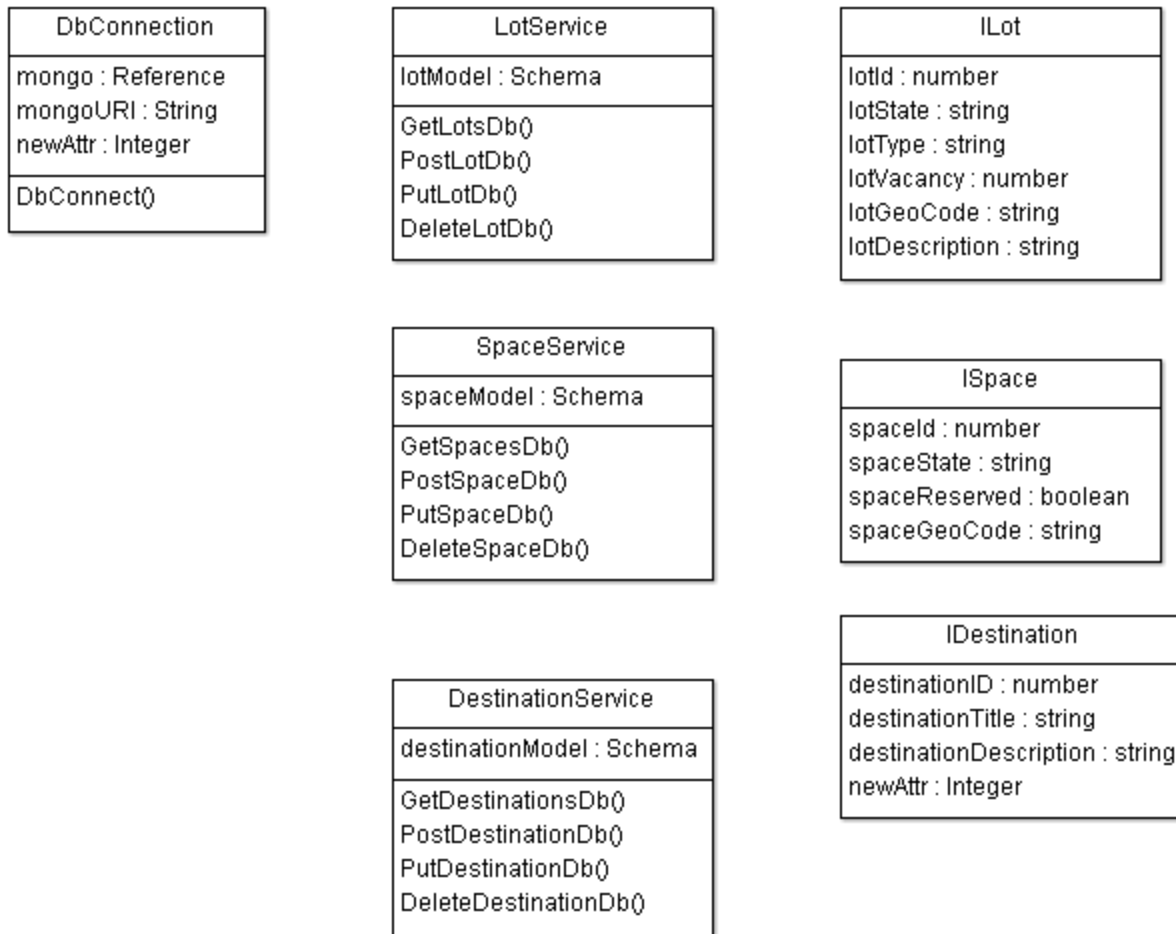 DbConnection
mongo : Reference
mongoURI : String
newAttr : Integer
DbConnect()
LotService
lotModel : Schema
GetLotsDb()
PostLotDb()
PutLotDb()
DeleteLotDb()
ILot
lotId : number
lotState : string
lotType : string
lotVacancy : number
lotGeoCode : string
lotDescription : string
SpaceService
spaceModel : Schema
GetSpacesDb()
PostSpaceDb()
PutSpaceDb()
DeleteSpaceDb()
ISpace
spaceId : number
spaceState : string
spaceReserved : boolean
spaceGeoCode : string
DestinationService
destinationModel : Schema
GetDestinationsDb()
PostDestinationDb()
PutDestinationDb()
DeleteDestinationDb()
IDestination
destinationID : number
destinationTitle : string
destinationDescription : string
newAttr : Integer